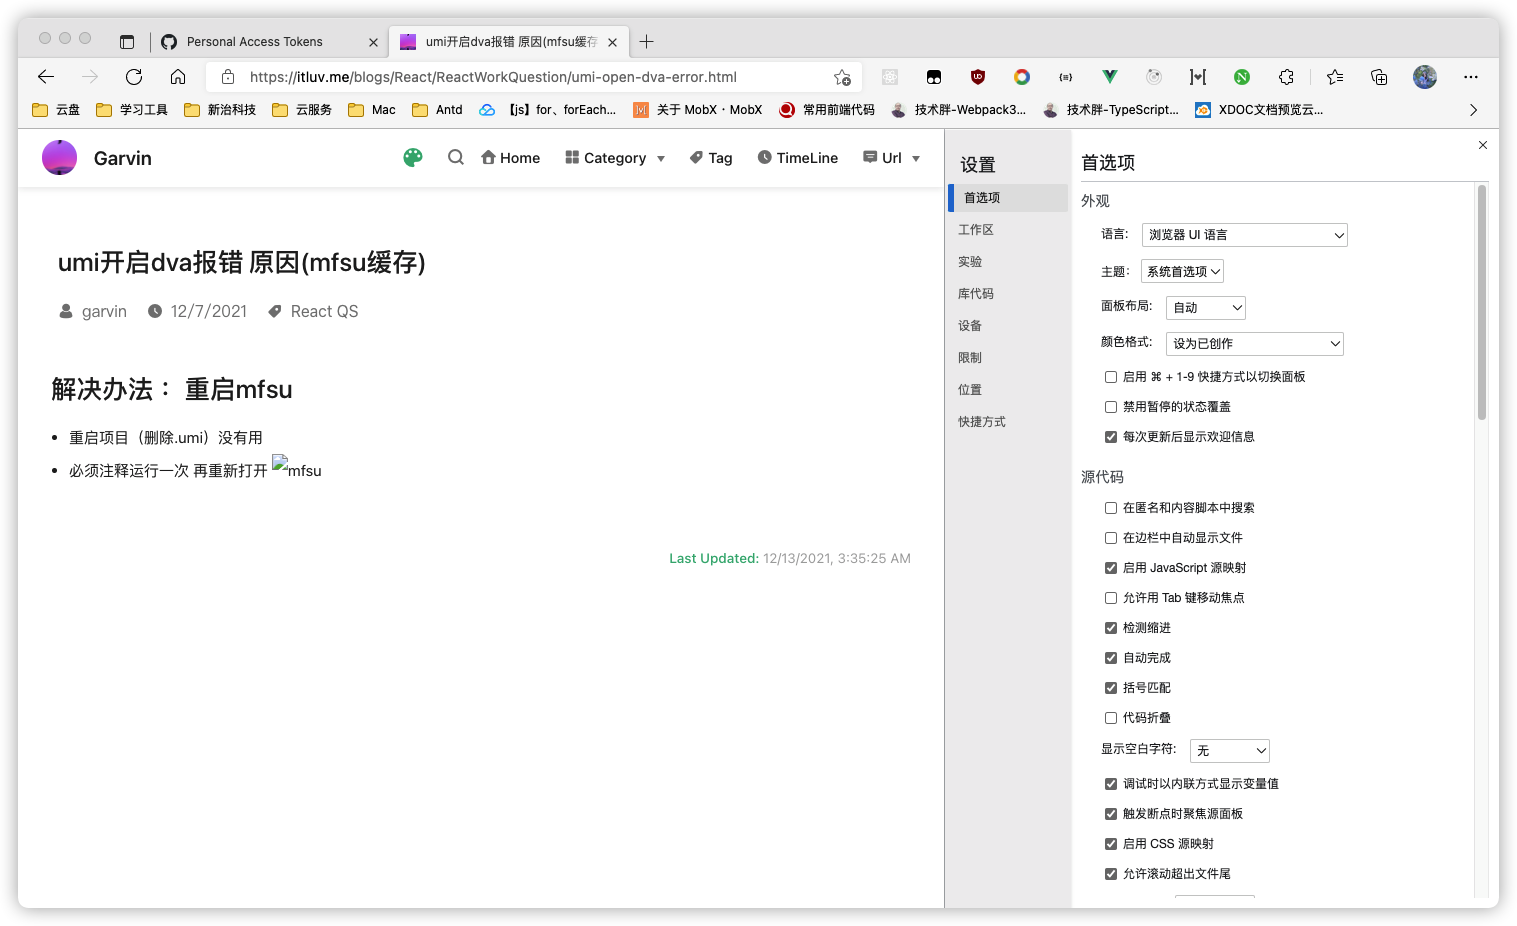 Personal Access Tokens
umi开启dva报错 原因(mfsu缓存
https://itluv.me/blogs/React/ReactWorkQuestion/umi-open-dva-error.html
云盘 学习工具 新治科技 云服务 Mac Antd 【js】for、forEach... 关于 MobX · MobX 常用前端代码 技术胖-Webpack3... 技术胖-TypeScript... XDOC文档预览云...
Garvin
Home Category Tag TimeLine Url
umi开启dva报错 原因(mfsu缓存)
garvin 12/7/2021 React QS
解决办法： 重启mfsu
重启项目（删除.umi）没有用
必须注释运行一次 再重新打开 mfsu
Last Updated: 12/13/2021, 3:35:25 AM
设置
首选项
工作区
实验
库代码
设备
限制
位置
快捷方式
首选项
外观
语言: 浏览器 UI 语言
主题: 系统首选项
面板布局: 自动
颜色格式: 设为已创作
启用 ⌘ + 1-9 快捷方式以切换面板
禁用暂停的状态覆盖
每次更新后显示欢迎信息
源代码
在匿名和内容脚本中搜索
在边栏中自动显示文件
启用 JavaScript 源映射
允许用 Tab 键移动焦点
检测缩进
自动完成
括号匹配
代码折叠
显示空白字符: 无
调试时以内联方式显示变量值
触发断点时聚焦源面板
启用 CSS 源映射
允许滚动超出文件尾